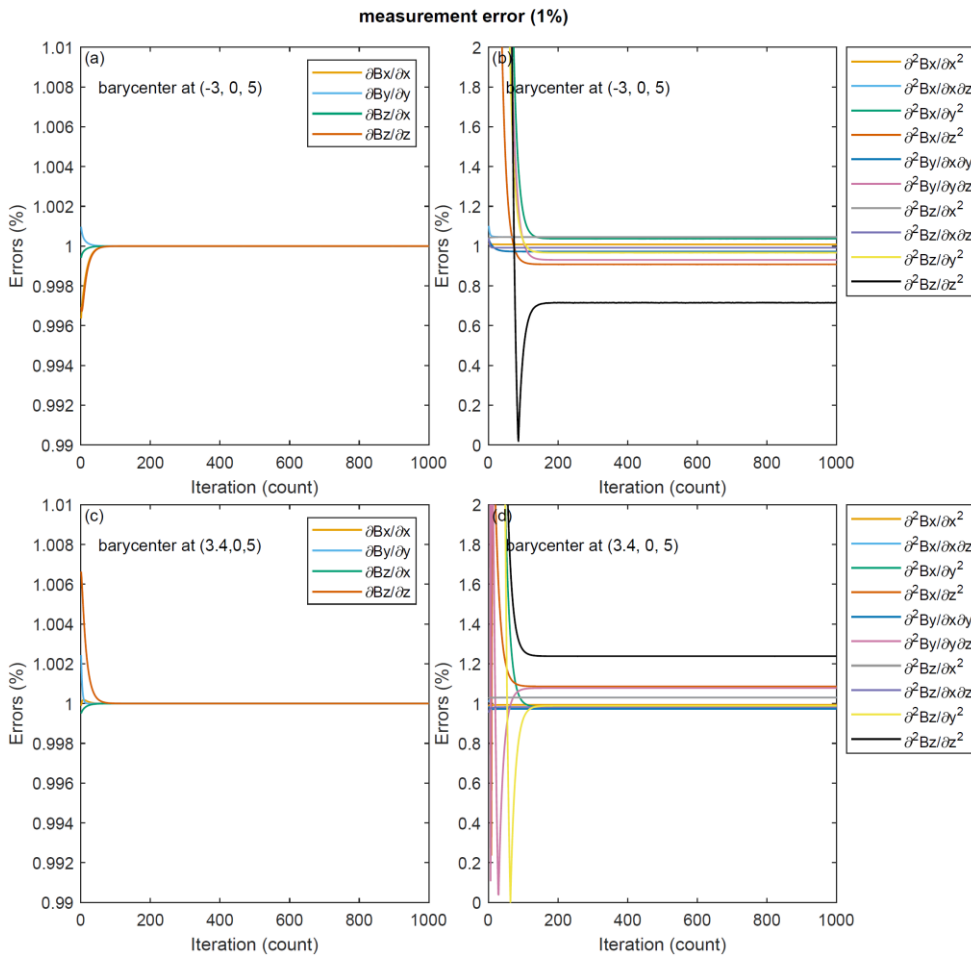 measurement error (1%)
(a)
barycenter at (-3, 0, 5)
∂Bx/∂x
∂By/∂y
∂Bz/∂x
∂Bz/∂z
1.01
1.008
1.006
1.004
1.002
1
0.998
0.996
0.994
0.992
0.99
Errors (%)
0 200 400 600 800 1000
Iteration (count)
(b)
barycenter at (-3, 0, 5)
2
1.8
1.6
1.4
1.2
1
0.8
0.6
0.4
0.2
0
Errors (%)
0 200 400 600 800 1000
Iteration (count)
∂²Bx/∂x²
∂²Bx/∂x∂z
∂²Bx/∂y²
∂²Bx/∂z²
∂²By/∂x∂y
∂²By/∂y∂z
∂²Bz/∂x²
∂²Bz/∂x∂z
∂²Bz/∂y²
∂²Bz/∂z²
(c)
barycenter at (3.4,0,5)
∂Bx/∂x
∂By/∂y
∂Bz/∂x
∂Bz/∂z
1.01
1.008
1.006
1.004
1.002
1
0.998
0.996
0.994
0.992
0.99
Errors (%)
0 200 400 600 800 1000
Iteration (count)
(d)
barycenter at (3.4, 0, 5)
2
1.8
1.6
1.4
1.2
1
0.8
0.6
0.4
0.2
0
Errors (%)
0 200 400 600 800 1000
Iteration (count)
∂²Bx/∂x²
∂²Bx/∂x∂z
∂²Bx/∂y²
∂²Bx/∂z²
∂²By/∂x∂y
∂²By/∂y∂z
∂²Bz/∂x²
∂²Bz/∂x∂z
∂²Bz/∂y²
∂²Bz/∂z²